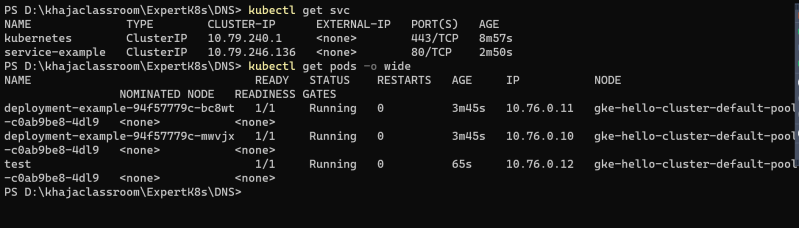 PS D:\khajaclassroom\ExpertK8s\DNS> kubectl get svc
NAME TYPE CLUSTER-IP EXTERNAL-IP PORT(S) AGE
kubernetes ClusterIP 10.79.240.1 <none> 443/TCP 8m57s
service-example ClusterIP 10.79.246.136 <none> 80/TCP 2m50s
PS D:\khajaclassroom\ExpertK8s\DNS> kubectl get pods -o wide
NAME READY STATUS RESTARTS AGE IP NODE
NOMINATED NODE READINESS GATES
deployment-example-94f57779c-bc8wt 1/1 Running 0 3m45s 10.76.0.11 gke-hello-cluster-default-pool
-c0ab9be8-4dl9 <none> <none>
deployment-example-94f57779c-mwvjx 1/1 Running 0 3m45s 10.76.0.10 gke-hello-cluster-default-pool
-c0ab9be8-4dl9 <none> <none>
test 1/1 Running 0 65s 10.76.0.12 gke-hello-cluster-default-pool
-c0ab9be8-4dl9 <none> <none>
PS D:\khajaclassroom\ExpertK8s\DNS>